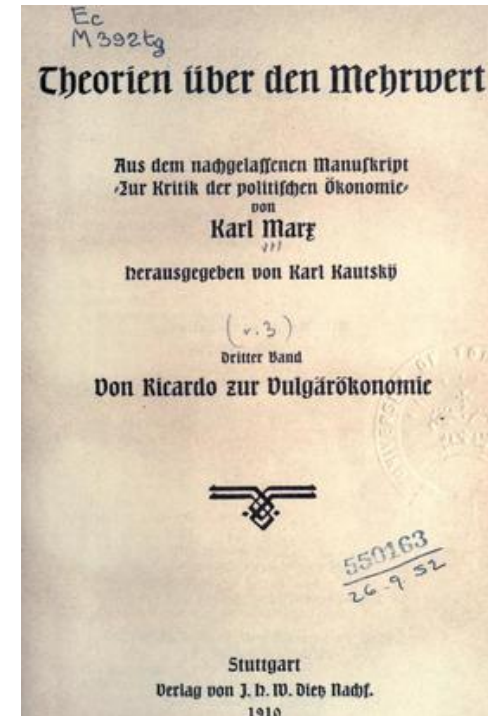 Ec
M392tg
Theorien über den Mehrwert
Aus dem nachgelassenen Manuskript
„Zur Kritik der politischen Ökonomie“
von
Karl Marx
herausgegeben von Karl Kautsky
(v.3)
Dritter Band
Von Ricardo zur Vulgärökonomie
550163
26.9.52
Stuttgart
Verlag von J. H. W. Dietz Nachf.
1910